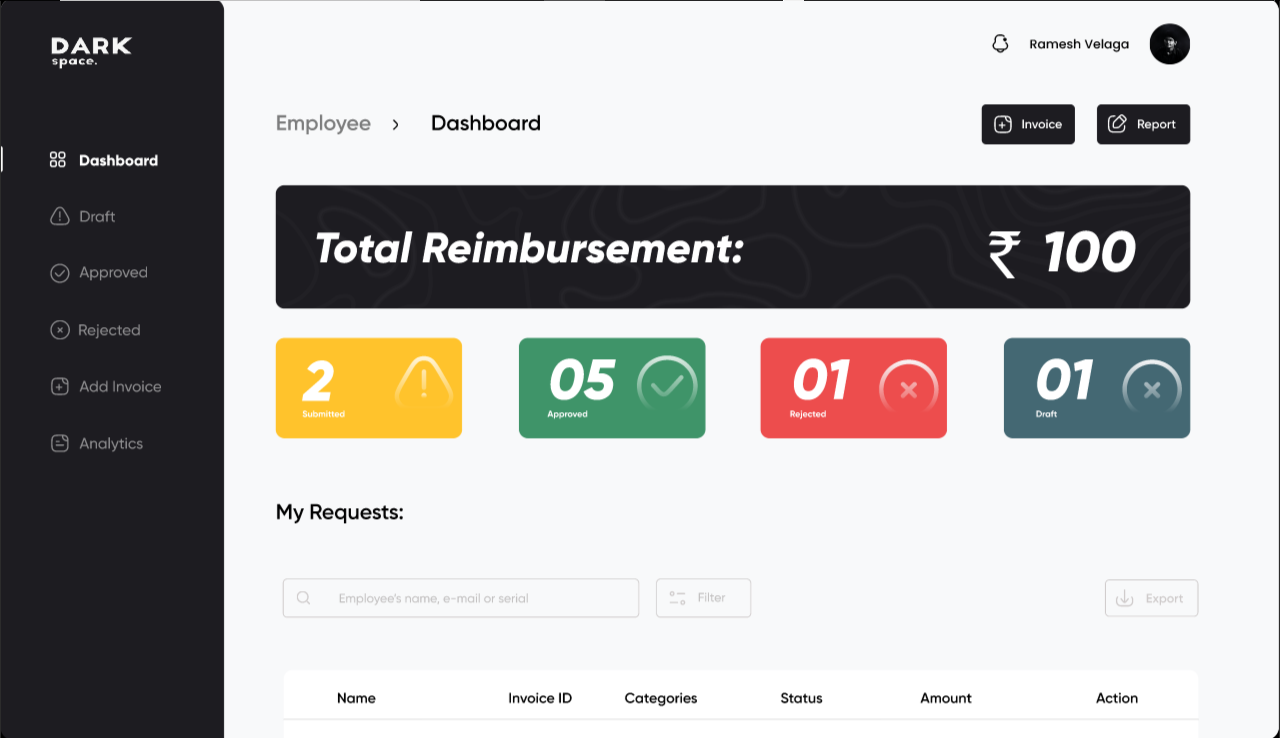 DARK
space.
Dashboard
Draft
Approved
Rejected
Add Invoice
Analytics
Ramesh Velaga
Employee > Dashboard
Invoice
Report
Total Reimbursement: ₹ 100
2
Submitted
05
Approved
01
Rejected
01
Draft
My Requests:
Employee's name, e-mail or serial
Filter
Export
Name Invoice ID Categories Status Amount Action